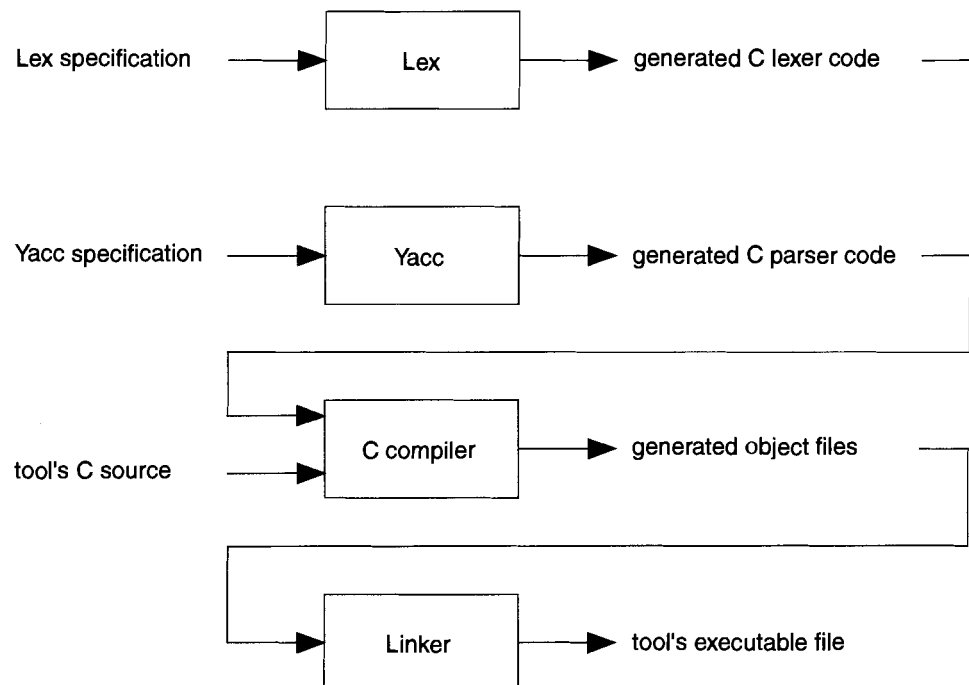 Lex specification
Lex
generated C lexer code
Yacc specification
Yacc
generated C parser code
C compiler
tool's C source
generated object files
Linker
tool's executable file